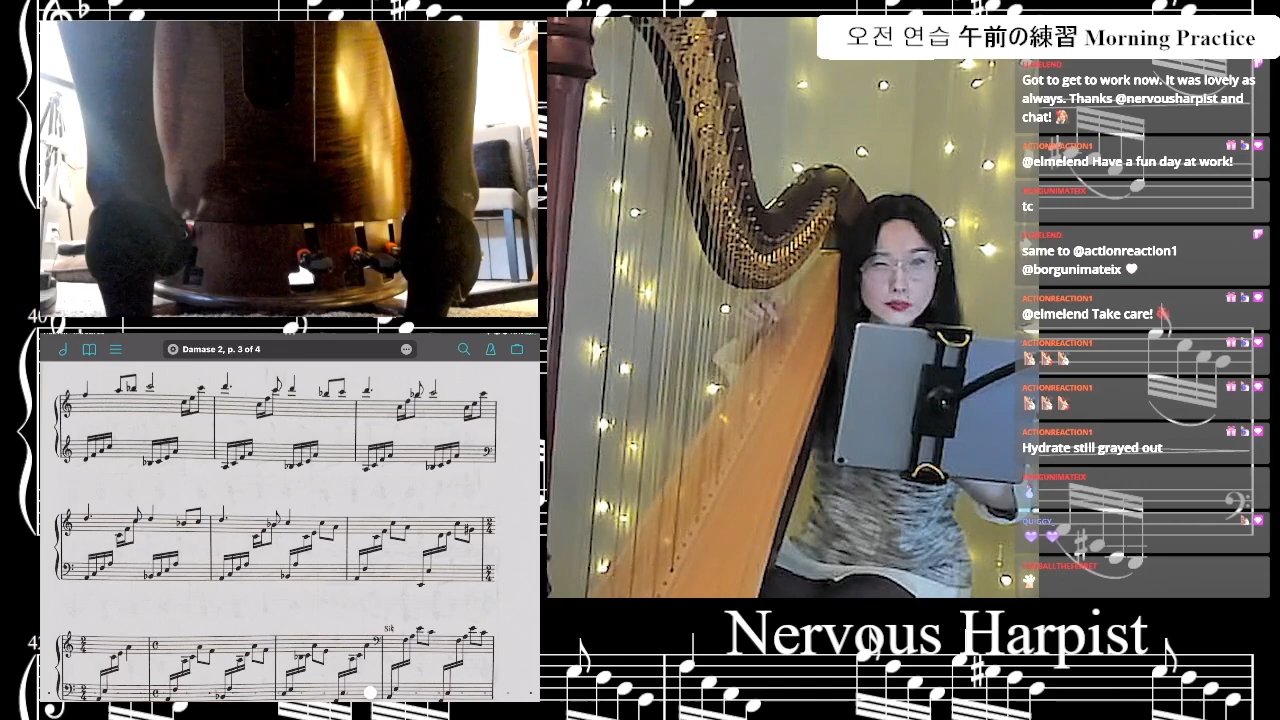 오전 연습 午前の練習 Morning Practice
Got to get to work now. It was lovely as
always. Thanks @nervousharpist and
chat!
ACTIONREACTION1
@elmelend Have a fun day at work!
BORGUNIMATEIX
tc
same to @actionreaction1
@borgunimateix
ACTIONREACTION1
@elmelend Take care!
ACTIONREACTION1
ACTIONREACTION1
ACTIONREACTION1
Hydrate still grayed out
BORGUNIMATEIX
QUIGGY_
Damase 2, p. 3 of 4
Nervous Harpist